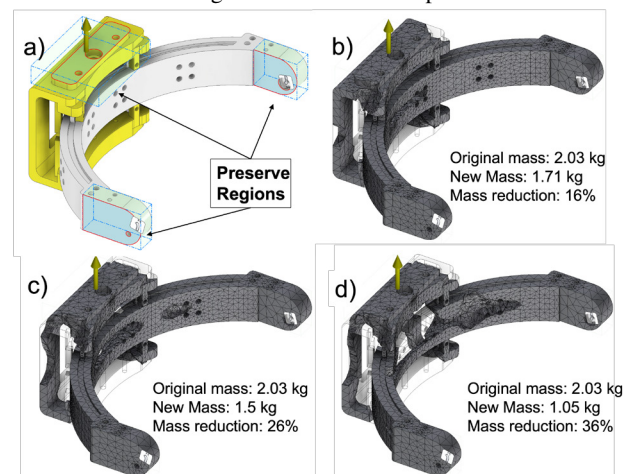 a)
b)
Preserve
Regions
Original mass: 2.03 kg
New Mass: 1.71 kg
Mass reduction: 16%
c)
d)
Original mass: 2.03 kg
New Mass: 1.5 kg
Mass reduction: 26%
Original mass: 2.03 kg
New Mass: 1.05 kg
Mass reduction: 36%